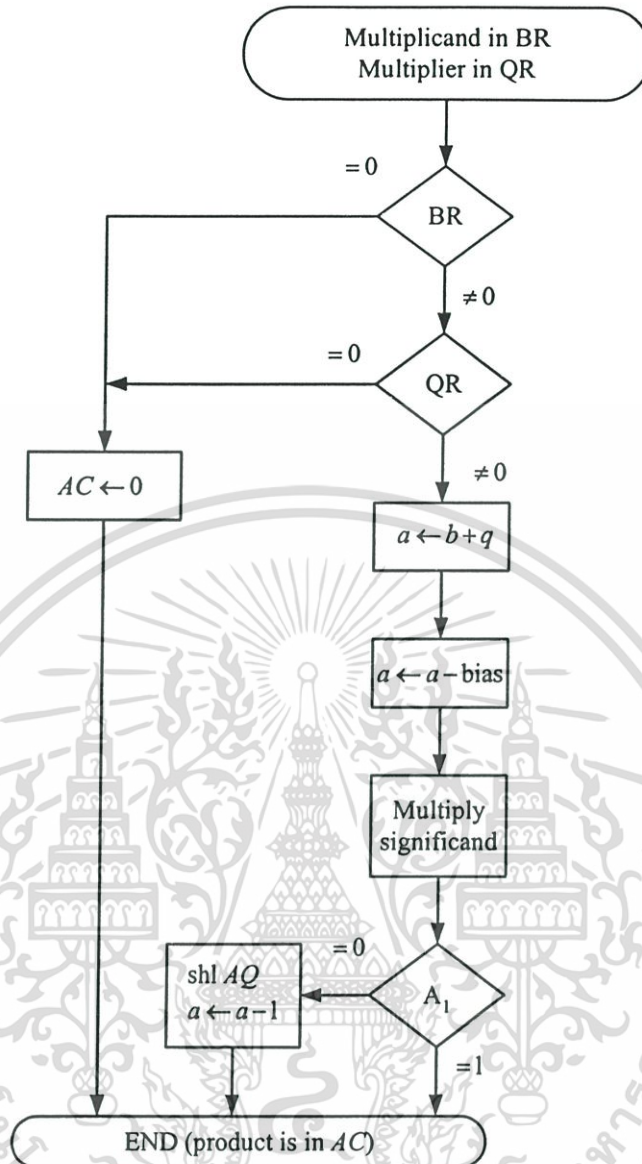 Multiplicand in BR
Multiplier in QR
=0
BR
≠0
=0
QR
≠0
AC ← 0
a ← b+q
a ← a − bias
Multiply
significand
=0
shl AQ
a ← a−1
A₁
=1
END (product is in AC)